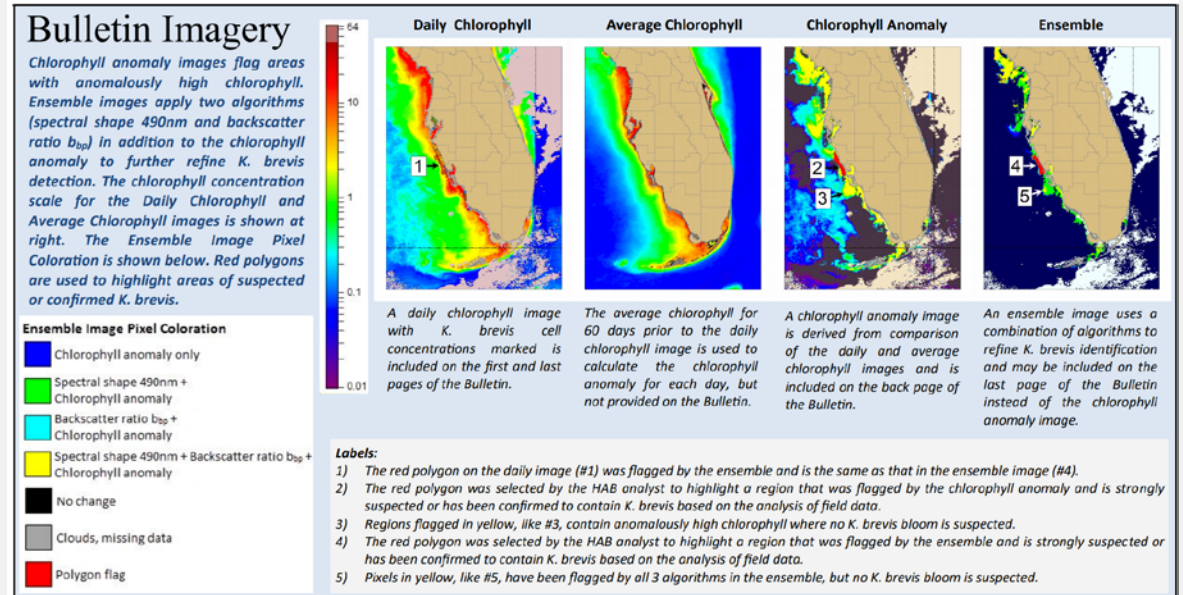 Bulletin Imagery
Chlorophyll anomaly images flag areas
with anomalously high chlorophyll.
Ensemble images apply two algorithms
(spectral shape 490nm and backscatter
ratio bbp) in addition to the chlorophyll
anomaly to further refine K. brevis
detection. The chlorophyll concentration
scale for the Daily Chlorophyll and
Average Chlorophyll images is shown at
right. The Ensemble Image Pixel
Coloration is shown below. Red polygons
are used to highlight areas of suspected
or confirmed K. brevis.
Ensemble Image Pixel Coloration
Chlorophyll anomaly only
Spectral shape 490nm +
Chlorophyll anomaly
Backscatter ratio bbp +
Chlorophyll anomaly
Spectral shape 490nm + Backscatter ratio bbp +
Chlorophyll anomaly
No change
Clouds, missing data
Polygon flag
64
10
1
0.1
0.01
Daily Chlorophyll
1
A daily chlorophyll image
with K. brevis cell
concentrations marked is
included on the first and last
pages of the Bulletin.
Average Chlorophyll
The average chlorophyll for
60 days prior to the daily
chlorophyll image is used to
calculate the chlorophyll
anomaly for each day, but
not provided on the Bulletin.
Chlorophyll Anomaly
2
3
A chlorophyll anomaly image
is derived from comparison
of the daily and average
chlorophyll images and is
included on the back page of
the Bulletin.
Ensemble
4
5
An ensemble image uses a
combination of algorithms to
refine K. brevis identification
and may be included on the
last page of the Bulletin
instead of the chlorophyll
anomaly image.
Labels:
1) The red polygon on the daily image (#1) was flagged by the ensemble and is the same as that in the ensemble image (#4).
2) The red polygon was selected by the HAB analyst to highlight a region that was flagged by the chlorophyll anomaly and is strongly
suspected or has been confirmed to contain K. brevis based on the analysis of field data.
3) Regions flagged in yellow, like #3, contain anomalously high chlorophyll where no K. brevis bloom is suspected.
4) The red polygon was selected by the HAB analyst to highlight a region that was flagged by the ensemble and is strongly suspected or
has been confirmed to contain K. brevis based on the analysis of field data.
5) Pixels in yellow, like #5, have been flagged by all 3 algorithms in the ensemble, but no K. brevis bloom is suspected.